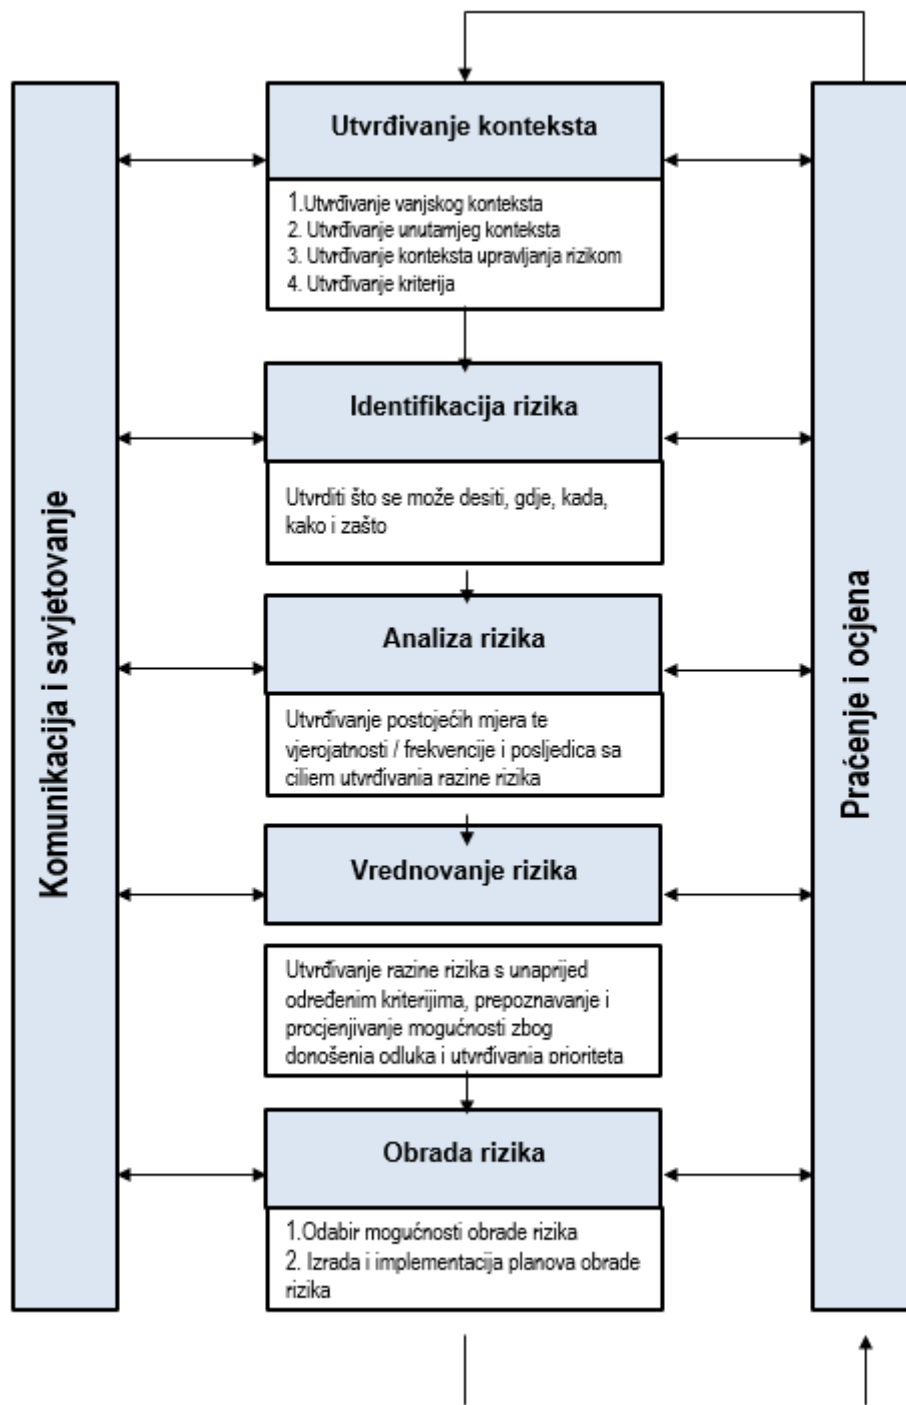 Komunikacija i savjetovanje
Utvrđivanje konteksta
1.Utvrđivanje vanjskog konteksta
2. Utvrđivanje unutarnjeg konteksta
3. Utvrđivanje konteksta upravljanja rizikom
4. Utvrđivanje kriterija
Identifikacija rizika
Utvrditi što se može desiti, gdje, kada,
kako i zašto
Analiza rizika
Utvrđivanje postojećih mjera te
vjerojatnosti / frekvencije i posljedica sa
ciljem utvrđivanja razine rizika
Vrednovanje rizika
Utvrđivanje razine rizika s unaprijed
određenim kriterijima, prepoznavanje i
procjenjivanje mogućnosti zbog
donošenja odluka i utvrđivanja prioriteta
Obrada rizika
1.Odabir mogućnosti obrade rizika
2. Izrada i implementacija planova obrade
rizika
Praćenje i ocjena